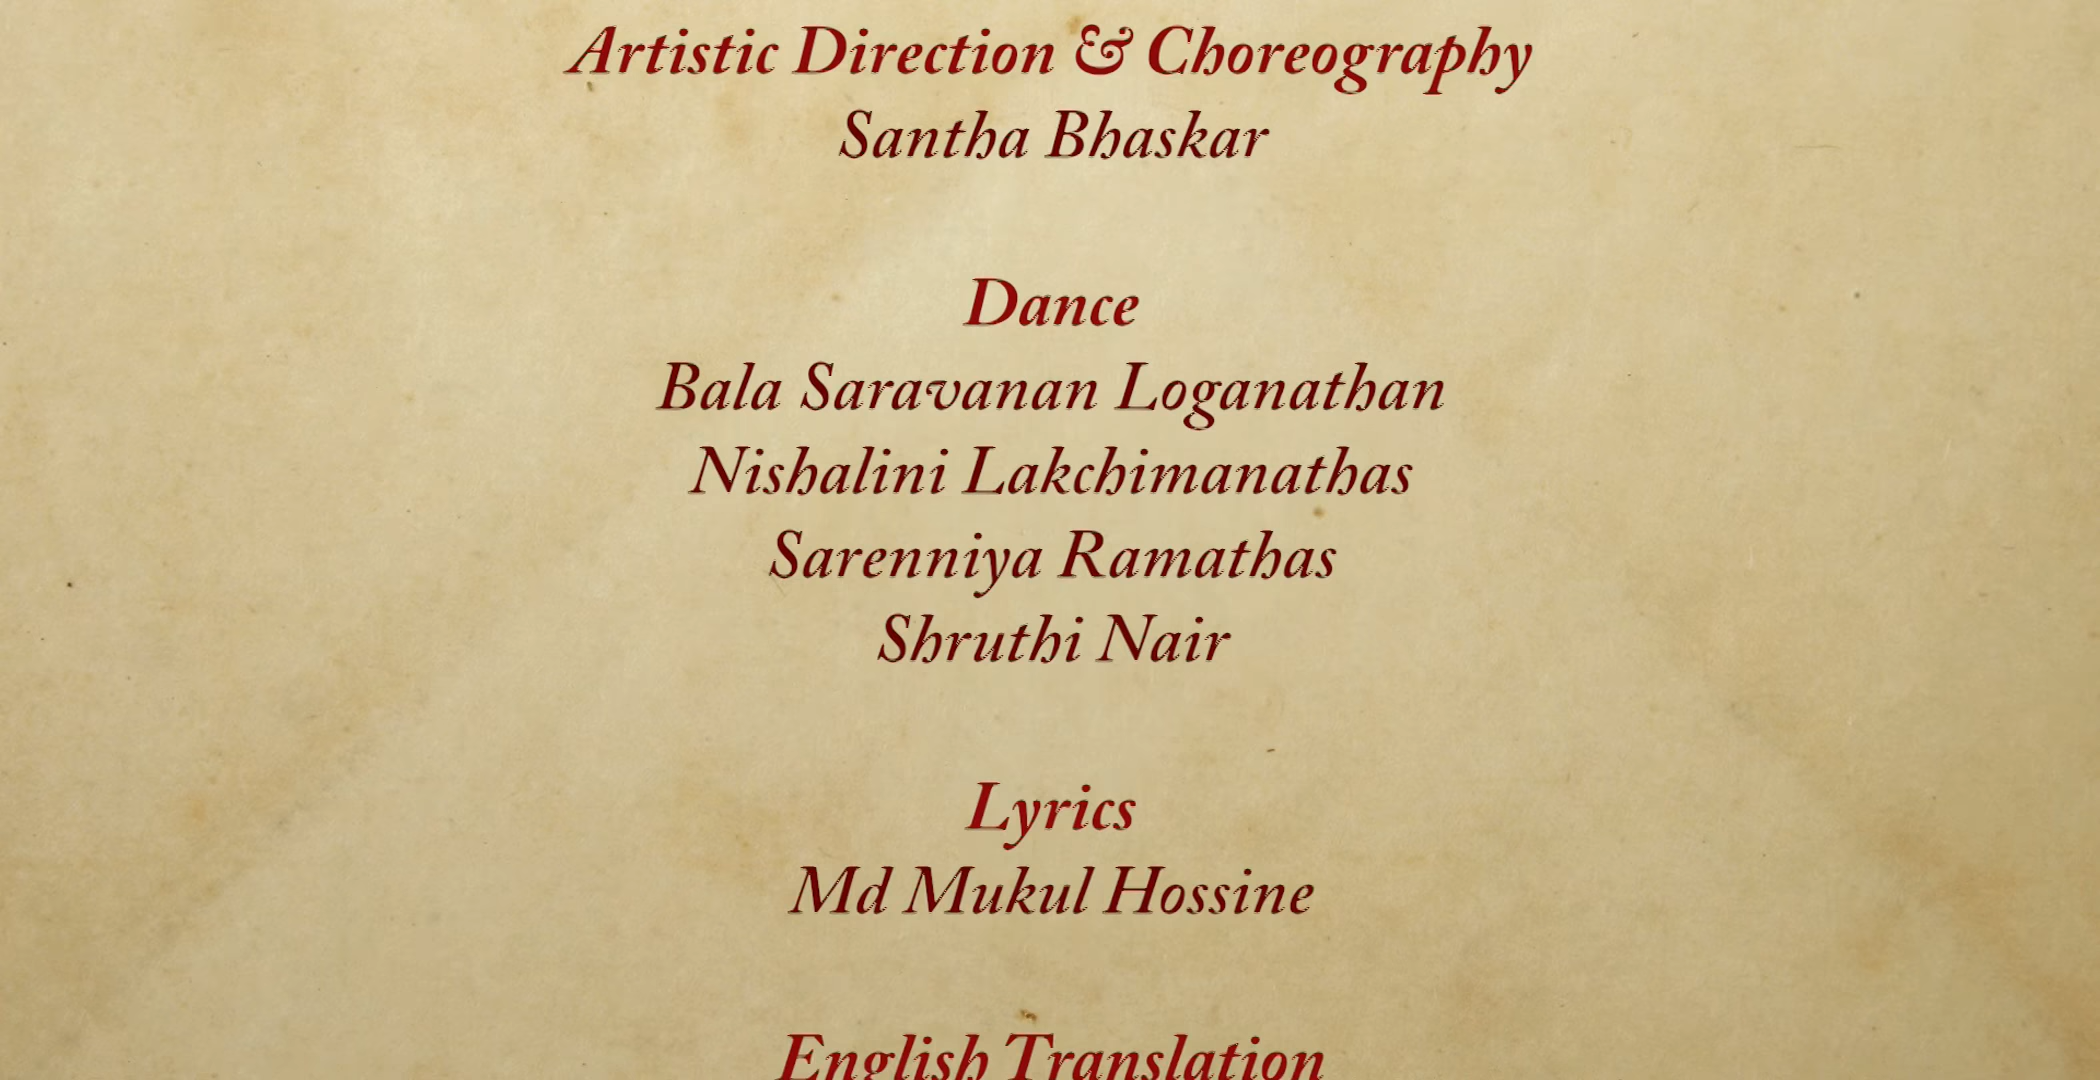 Artistic Direction & Choreography
Santha Bhaskar
Dance
Bala Saravanan Loganathan
Nishalini Lakchimanathas
Sarenniya Ramathas
Shruthi Nair
Lyrics
Md Mukul Hossine
English Translation